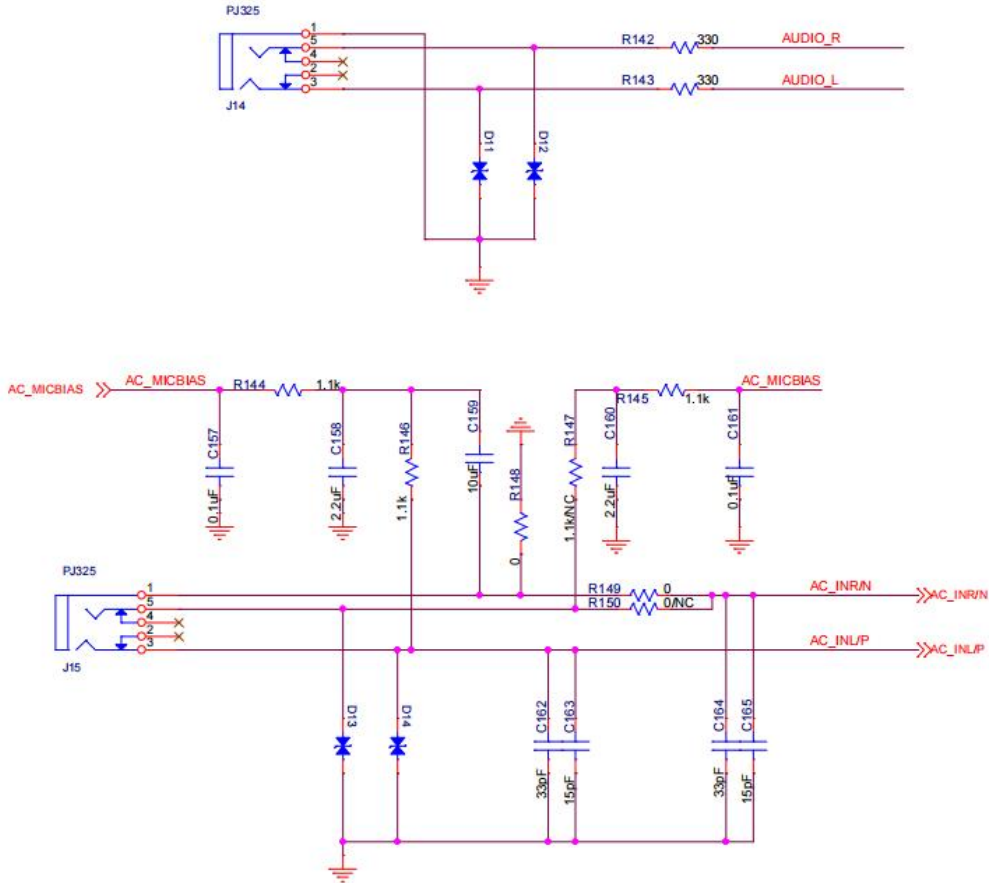 PJ325
1
5
4
2
3
J14
R142 330 AUDIO_R
R143 330 AUDIO_L
D11
D12
AC_MICBIAS AC_MICBIAS R144 1.1k
C157 0.1uF
C158 2.2uF
R146 1.1k
C159 10uF
R148 0
R147 1.1k/NC
C160 2.2uF
R145 1.1k AC_MICBIAS
C161 0.1uF
PJ325
1
5
4
2
3
J15
R149 0 AC_INR/N AC_INR/N
R150 0/NC
AC_INL/P AC_INL/P
D13
D14
C162 33pF
C163 15pF
C164 33pF
C165 15pF